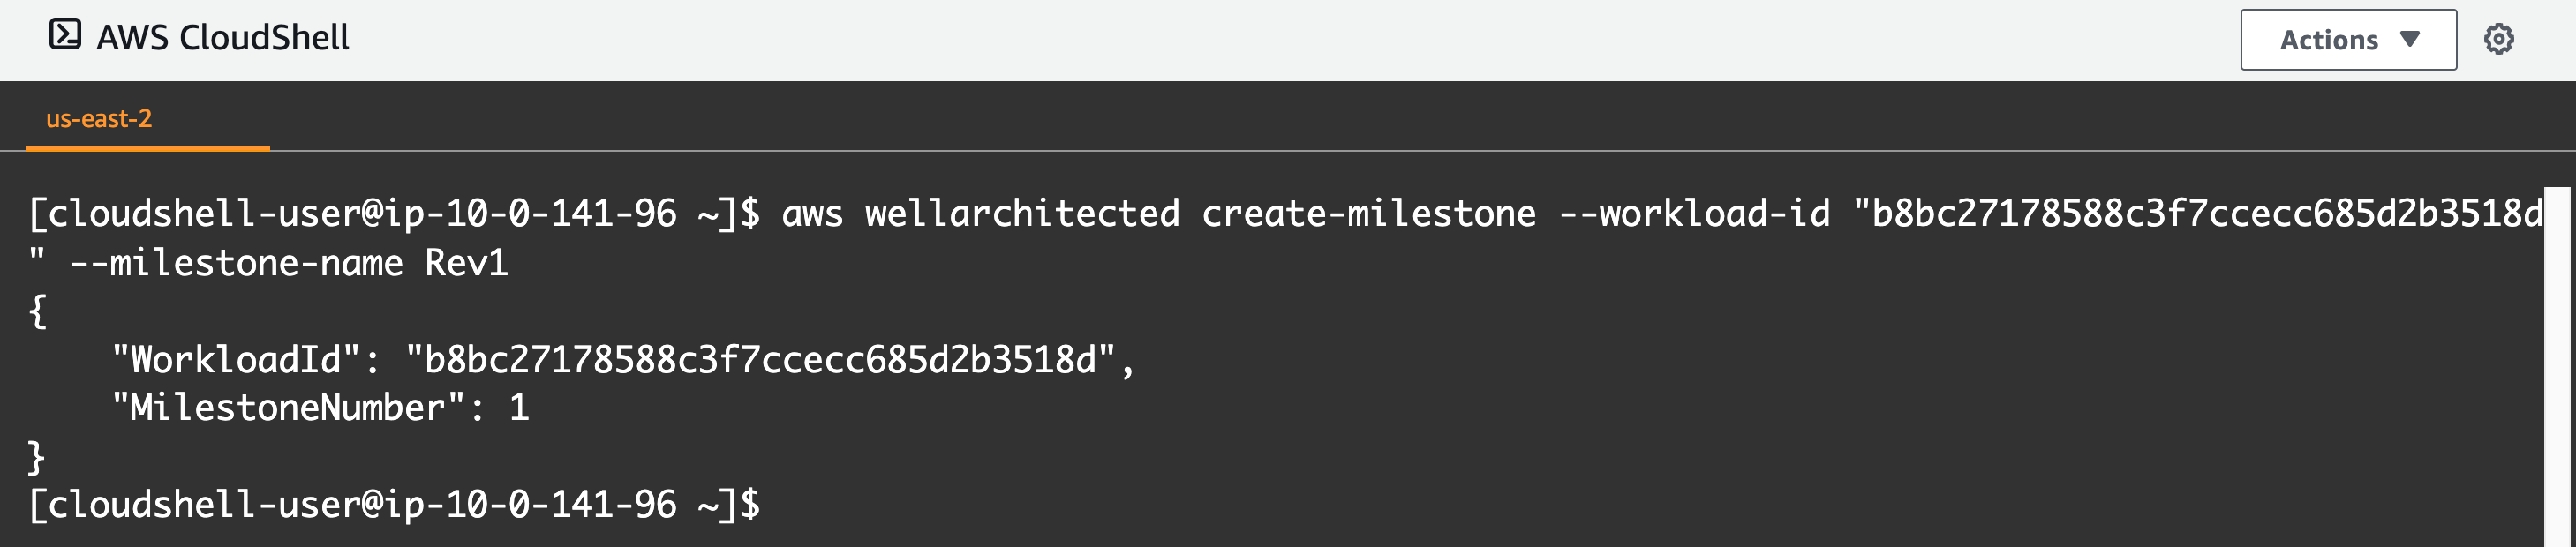 AWS CloudShell
Actions
us-east-2
[cloudshell-user@ip-10-0-141-96 ~]$ aws wellarchitected create-milestone --workload-id "b8bc27178588c3f7ccecc685d2b3518d
" --milestone-name Rev1
{
    "WorkloadId": "b8bc27178588c3f7ccecc685d2b3518d",
    "MilestoneNumber": 1
}
[cloudshell-user@ip-10-0-141-96 ~]$